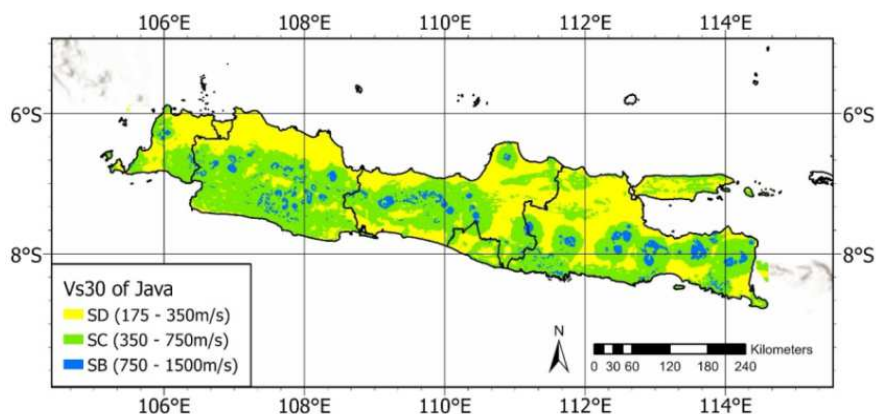 106°E 108°E 110°E 112°E 114°E
6°S 6°S
8°S 8°S
Vs30 of Java
SD (175 - 350m/s)
SC (350 - 750m/s)
SB (750 - 1500m/s)
N
Kilometers
0 30 60 120 180 240
106°E 108°E 110°E 112°E 114°E